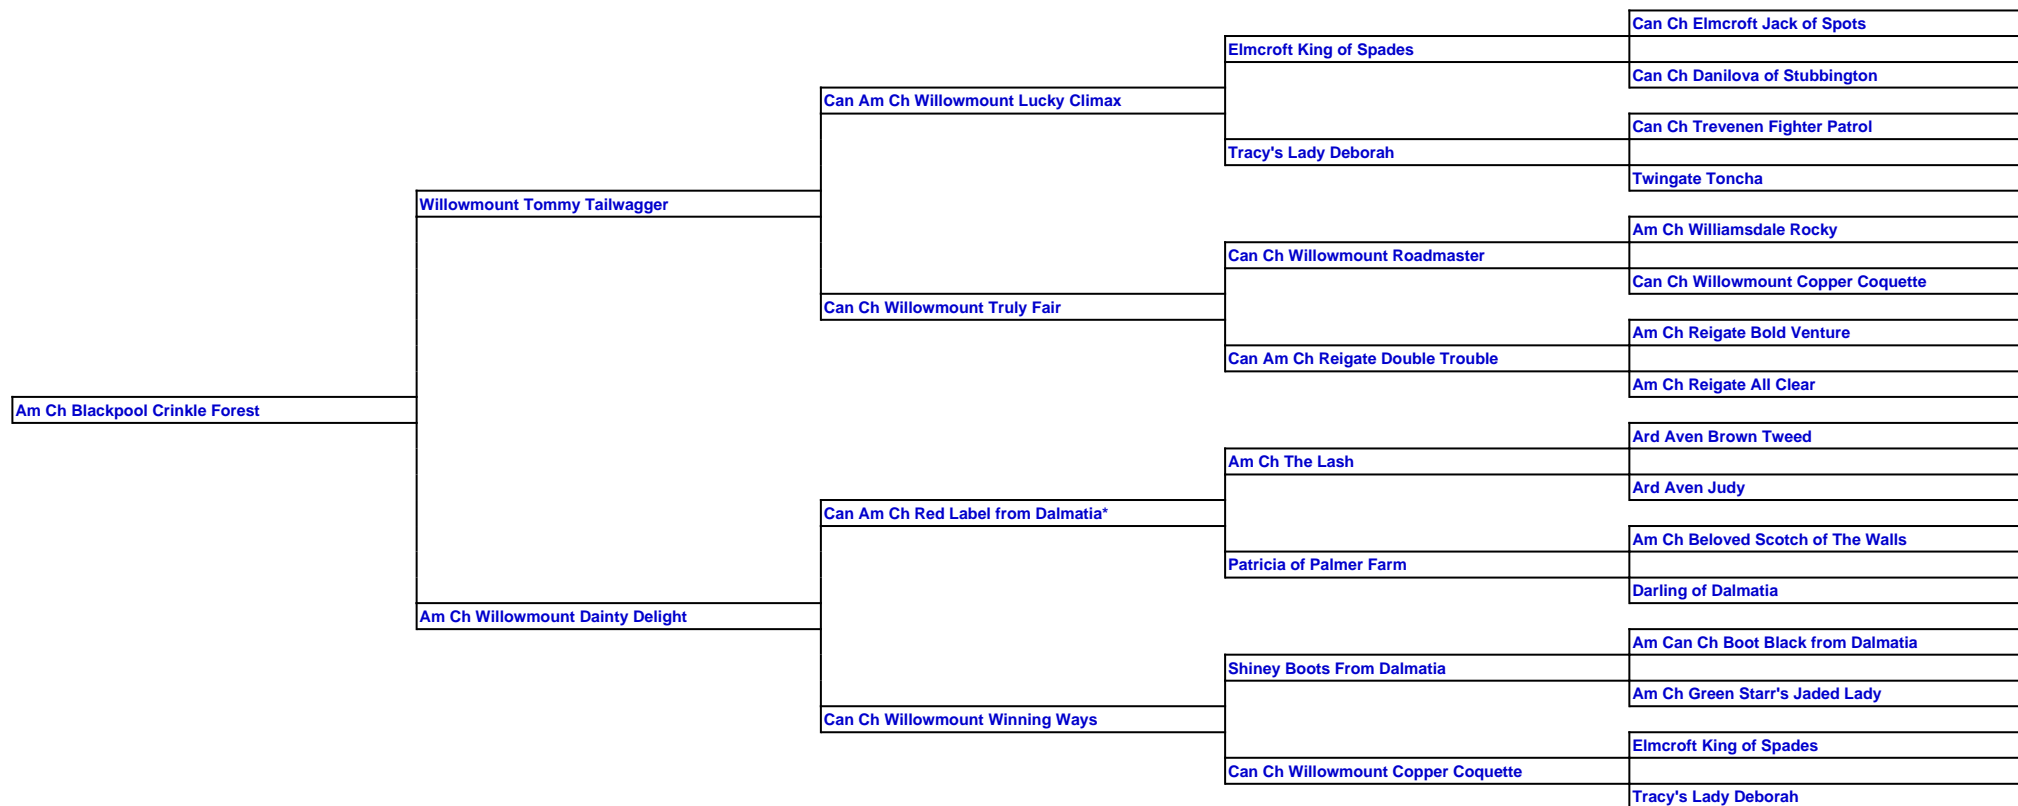 Can Ch Elmcroft Jack of Spots
Elmcroft King of Spades
Can Ch Danilova of Stubbington
Can Am Ch Willowmount Lucky Climax
Can Ch Trevenen Fighter Patrol
Tracy's Lady Deborah
Twingate Toncha
Willowmount Tommy Tailwagger
Am Ch Williamsdale Rocky
Can Ch Willowmount Roadmaster
Can Ch Willowmount Copper Coquette
Can Ch Willowmount Truly Fair
Am Ch Reigate Bold Venture
Can Am Ch Reigate Double Trouble
Am Ch Reigate All Clear
Am Ch Blackpool Crinkle Forest
Ard Aven Brown Tweed
Am Ch The Lash
Ard Aven Judy
Can Am Ch Red Label from Dalmatia*
Am Ch Beloved Scotch of The Walls
Patricia of Palmer Farm
Darling of Dalmatia
Am Ch Willowmount Dainty Delight
Am Can Ch Boot Black from Dalmatia
Shiney Boots From Dalmatia
Am Ch Green Starr's Jaded Lady
Can Ch Willowmount Winning Ways
Elmcroft King of Spades
Can Ch Willowmount Copper Coquette
Tracy's Lady Deborah